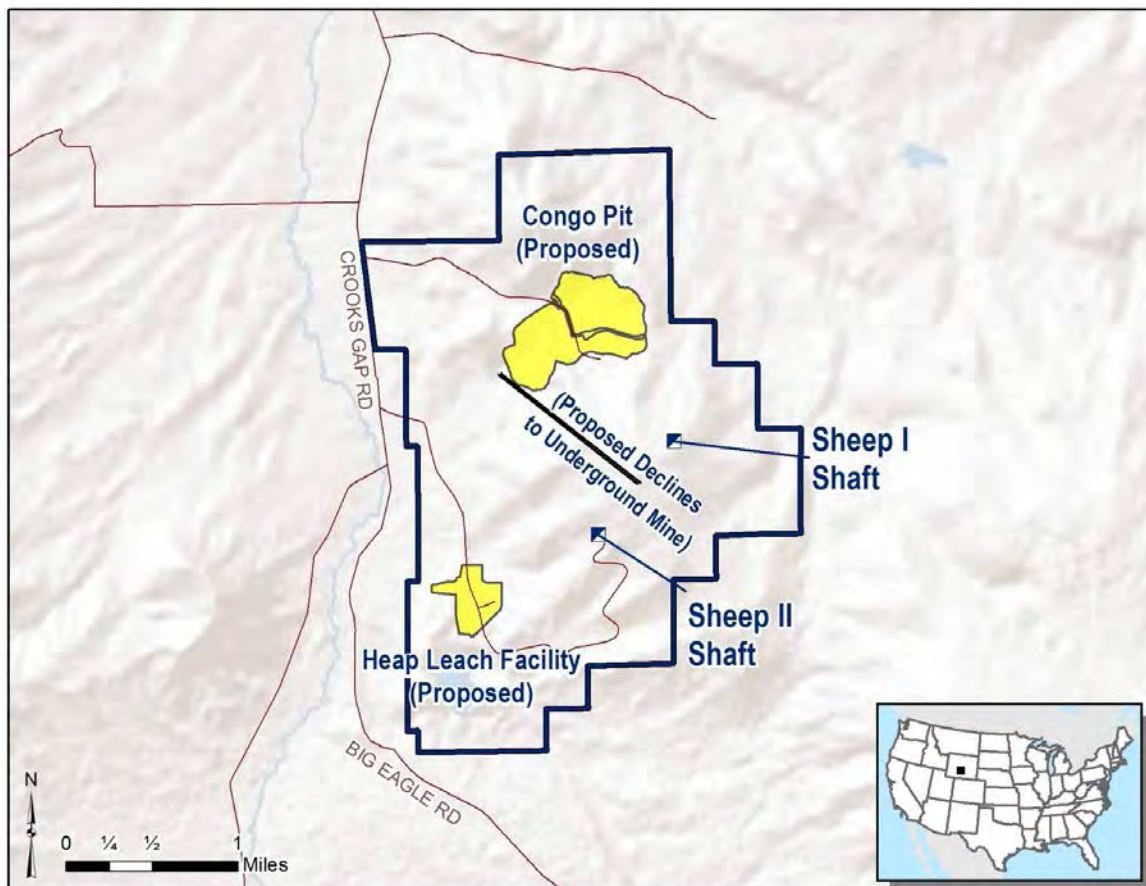 Congo Pit
(Proposed)
CROOKS GAP RD
(Proposed Declines
to Underground Mine)
Sheep I
Shaft
Sheep II
Shaft
Heap Leach Facility
(Proposed)
BIG EAGLE RD
N
0 ¼ ½ 1
Miles